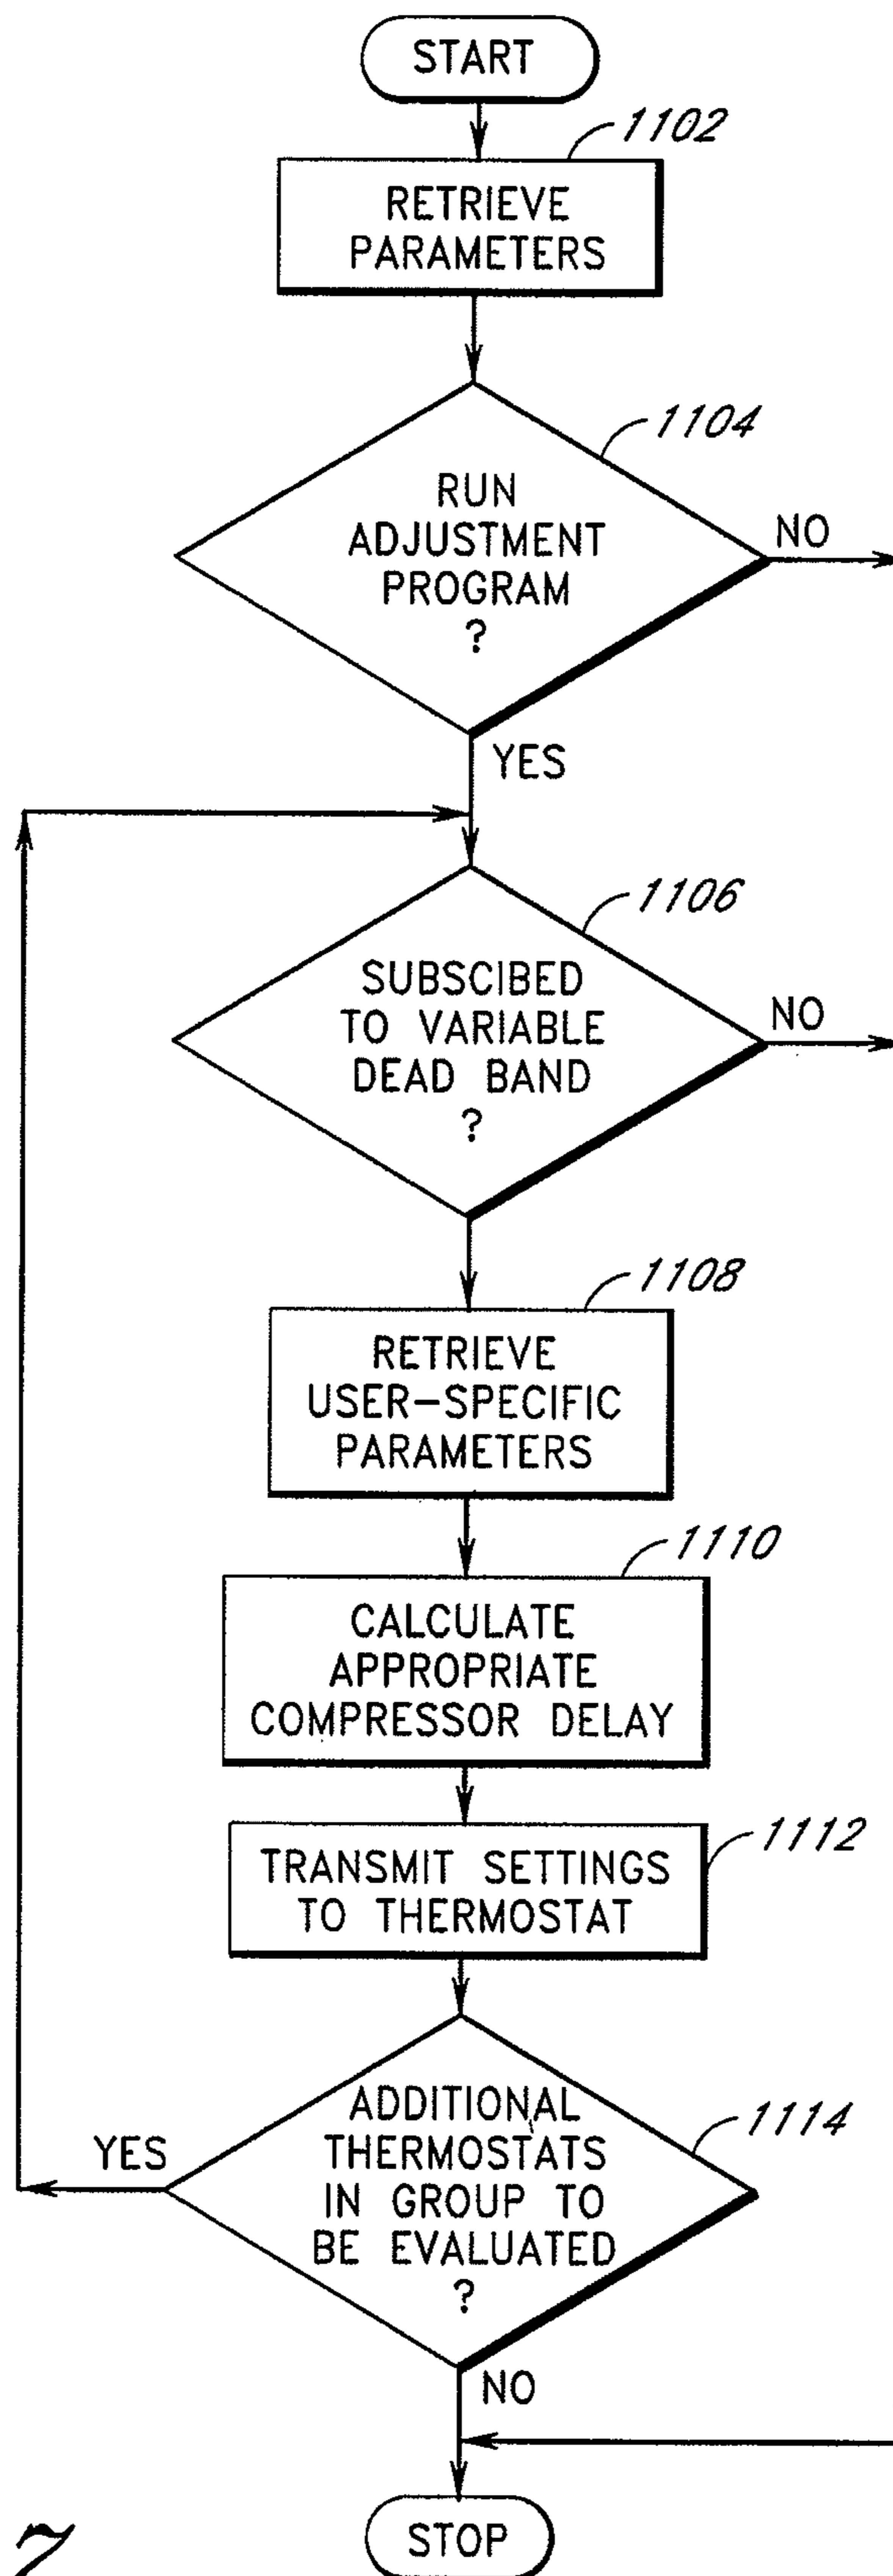 START
1102
RETRIEVE
PARAMETERS
1104
RUN
ADJUSTMENT
PROGRAM
?
NO
YES
1106
SUBSCIBED
TO VARIABLE
DEAD BAND
?
NO
1108
RETRIEVE
USER-SPECIFIC
PARAMETERS
1110
CALCULATE
APPROPRIATE
COMPRESSOR DELAY
1112
TRANSMIT SETTINGS
TO THERMOSTAT
1114
ADDITIONAL
THERMOSTATS
IN GROUP TO
BE EVALUATED
?
YES
NO
STOP
7